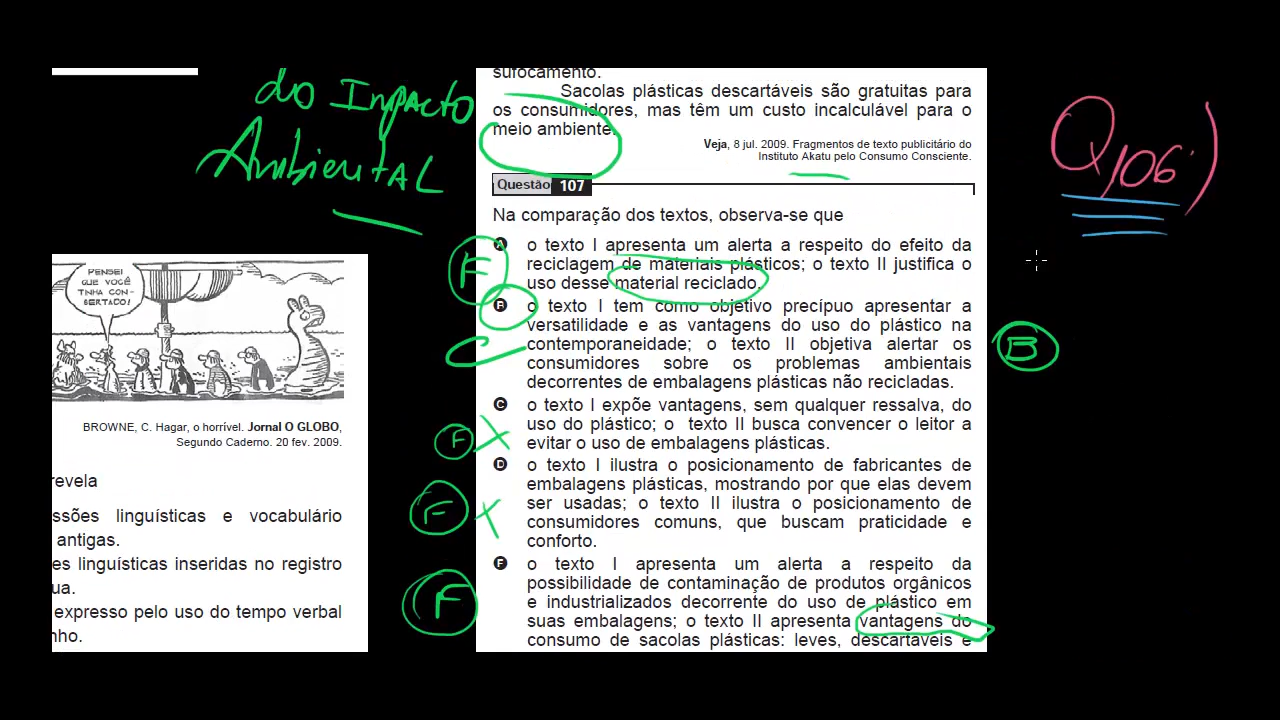 do Impacto
Ambiental
PENSEI
QUE VOCÊ
TINHA CON-
SERTADO!
BROWNE, C. Hagar, o horrível. Jornal O GLOBO,
Segundo Caderno. 20 fev. 2009.
revela
ssões linguísticas e vocabulário
antigas.
es linguísticas inseridas no registro
ua.
expresso pelo uso do tempo verbal
nho.
sufocamento.
Sacolas plásticas descartáveis são gratuitas para
os consumidores, mas têm um custo incalculável para o
meio ambiente.
Veja, 8 jul. 2009. Fragmentos de texto publicitário do
Instituto Akatu pelo Consumo Consciente.
Questão 107
Na comparação dos textos, observa-se que
F A o texto I apresenta um alerta a respeito do efeito da
reciclagem de materiais plásticos; o texto II justifica o
uso desse material reciclado.
B o texto I tem como objetivo precípuo apresentar a
versatilidade e as vantagens do uso do plástico na
contemporaneidade; o texto II objetiva alertar os
consumidores sobre os problemas ambientais
decorrentes de embalagens plásticas não recicladas.
C o texto I expõe vantagens, sem qualquer ressalva, do
uso do plástico; o texto II busca convencer o leitor a
F X evitar o uso de embalagens plásticas.
D o texto I ilustra o posicionamento de fabricantes de
embalagens plásticas, mostrando por que elas devem
F X ser usadas; o texto II ilustra o posicionamento de
consumidores comuns, que buscam praticidade e
conforto.
E o texto I apresenta um alerta a respeito da
possibilidade de contaminação de produtos orgânicos
F e industrializados decorrente do uso de plástico em
suas embalagens; o texto II apresenta vantagens do
consumo de sacolas plásticas: leves, descartáveis e
Q,106)
B